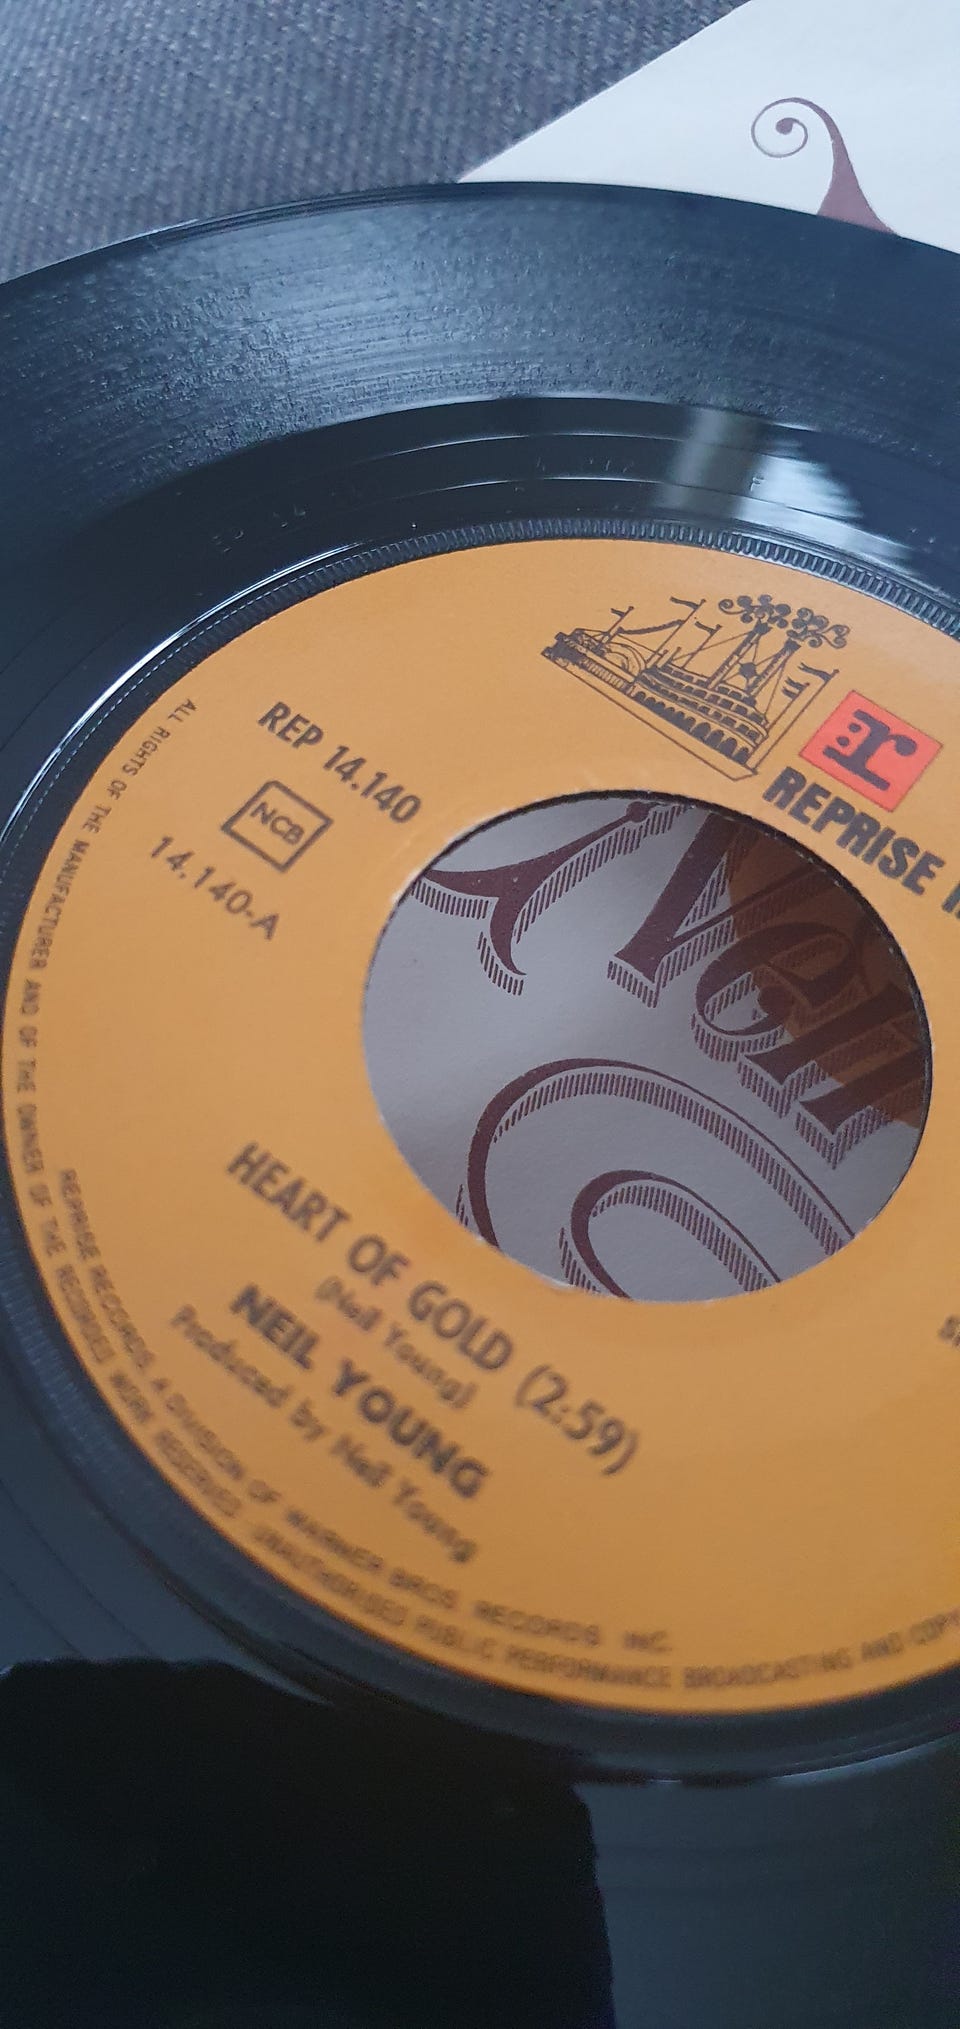 REPRISE
REP 14.140
NCB
14.140-A
Neil
HEART OF GOLD (2:59)
(Neil Young)
NEIL YOUNG
Produced by Neil Young
REPRISE RECORDS, A DIVISION OF WARNER BROS. RECORDS INC.
ALL RIGHTS OF THE MANUFACTURER AND OF THE OWNER OF THE RECORDED WORK RESERVED. UNAUTHORISED PUBLIC PERFORMANCE BROADCASTING AND COPY